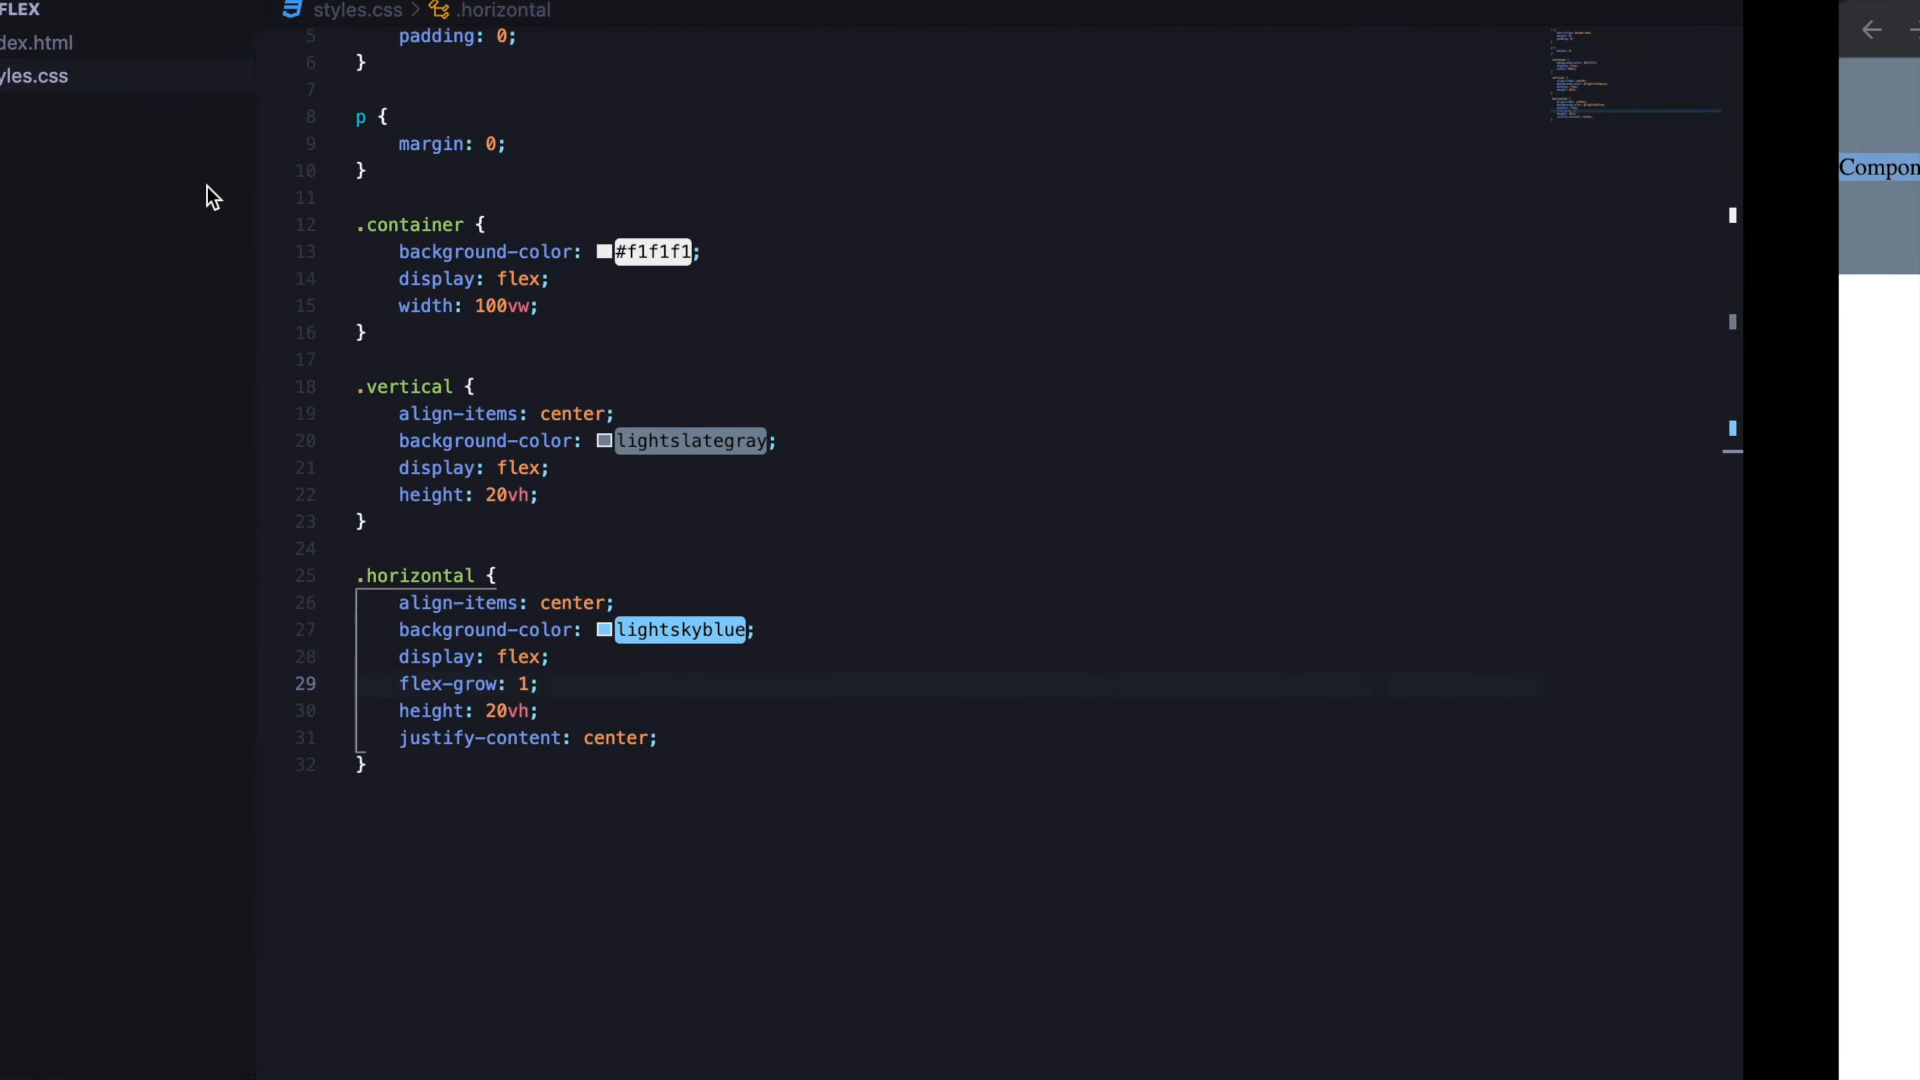 FLEX
dex.html
yles.css
styles.css > .horizontal
5 padding: 0;
6 }
7
8 p {
9 margin: 0;
10 }
11
12 .container {
13 background-color: #f1f1f1;
14 display: flex;
15 width: 100vw;
16 }
17
18 .vertical {
19 align-items: center;
20 background-color: lightslategray;
21 display: flex;
22 height: 20vh;
23 }
24
25 .horizontal {
26 align-items: center;
27 background-color: lightskyblue;
28 display: flex;
29 flex-grow: 1;
30 height: 20vh;
31 justify-content: center;
32 }
Compon